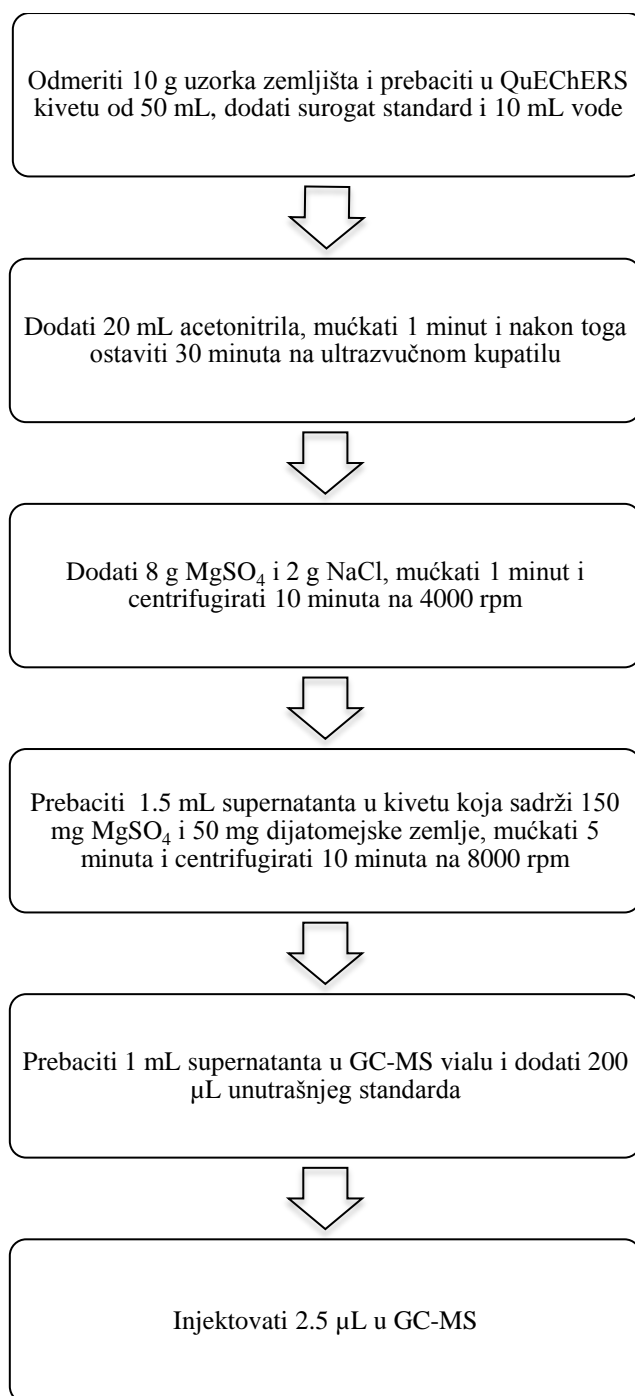 Odmeriti 10 g uzorka zemljišta i prebaciti u QuEChERS
kivetu od 50 mL, dodati surogat standard i 10 mL vode
Dodati 20 mL acetonitrila, mućkati 1 minut i nakon toga
ostaviti 30 minuta na ultrazvučnom kupatilu
Dodati 8 g MgSO₄ i 2 g NaCl, mućkati 1 minut i
centrifugirati 10 minuta na 4000 rpm
Prebaciti 1.5 mL supernatanta u kivetu koja sadrži 150
mg MgSO₄ i 50 mg dijatomejske zemlje, mućkati 5
minuta i centrifugirati 10 minuta na 8000 rpm
Prebaciti 1 mL supernatanta u GC-MS vialu i dodati 200
µL unutrašnjeg standarda
Injektovati 2.5 µL u GC-MS